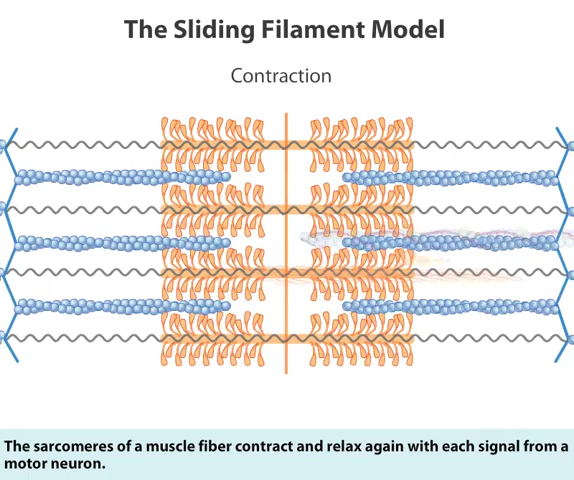 The Sliding Filament Model
Contraction
The sarcomeres of a muscle fiber contract and relax again with each signal from a
motor neuron.